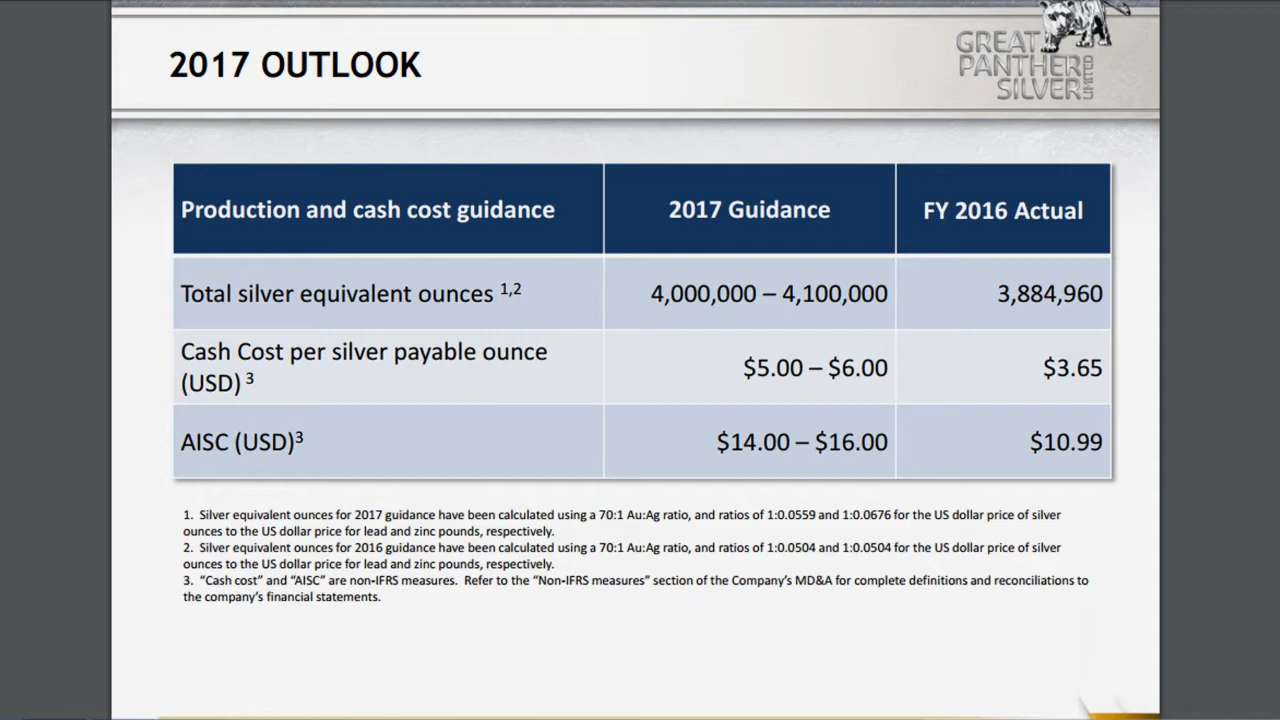 GREAT
PANTHER
SILVER
LIMITED
2017 OUTLOOK
Production and cash cost guidance
2017 Guidance
FY 2016 Actual
Total silver equivalent ounces 1,2
4,000,000 – 4,100,000
3,884,960
Cash Cost per silver payable ounce
(USD) 3
$5.00 – $6.00
$3.65
AISC (USD)3
$14.00 – $16.00
$10.99
1. Silver equivalent ounces for 2017 guidance have been calculated using a 70:1 Au:Ag ratio, and ratios of 1:0.0559 and 1:0.0676 for the US dollar price of silver
ounces to the US dollar price for lead and zinc pounds, respectively.
2. Silver equivalent ounces for 2016 guidance have been calculated using a 70:1 Au:Ag ratio, and ratios of 1:0.0504 and 1:0.0504 for the US dollar price of silver
ounces to the US dollar price for lead and zinc pounds, respectively.
3. “Cash cost” and “AISC” are non-IFRS measures. Refer to the “Non-IFRS measures” section of the Company’s MD&A for complete definitions and reconciliations to
the company’s financial statements.